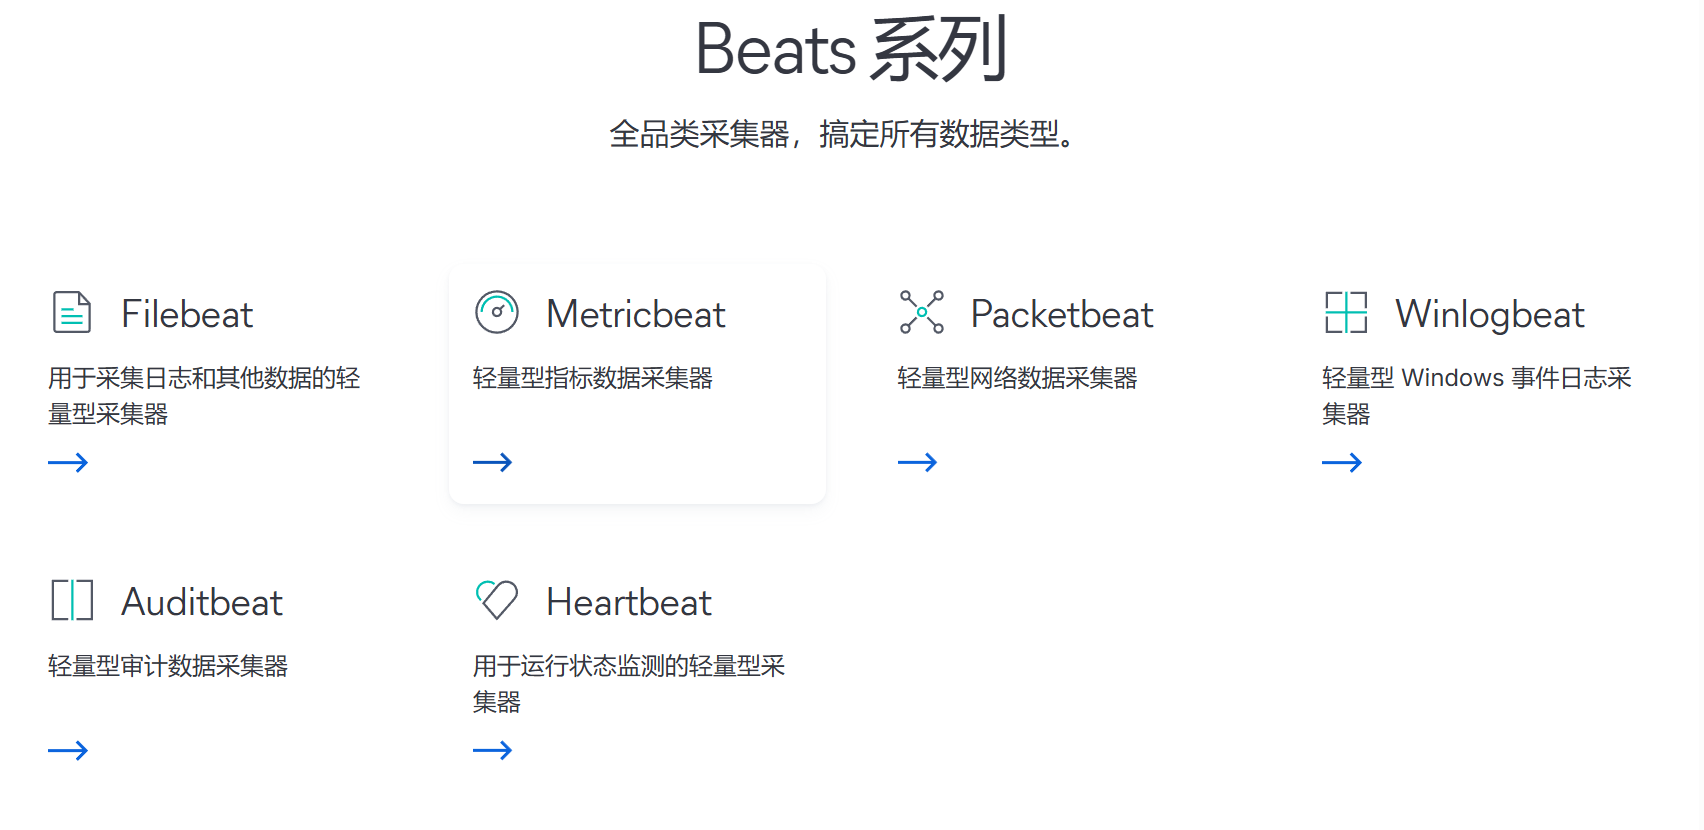 Beats 系列
全品类采集器，搞定所有数据类型。
Filebeat
用于采集日志和其他数据的轻
量型采集器
Metricbeat
轻量型指标数据采集器
Packetbeat
轻量型网络数据采集器
Winlogbeat
轻量型 Windows 事件日志采
集器
Auditbeat
轻量型审计数据采集器
Heartbeat
用于运行状态监测的轻量型采
集器